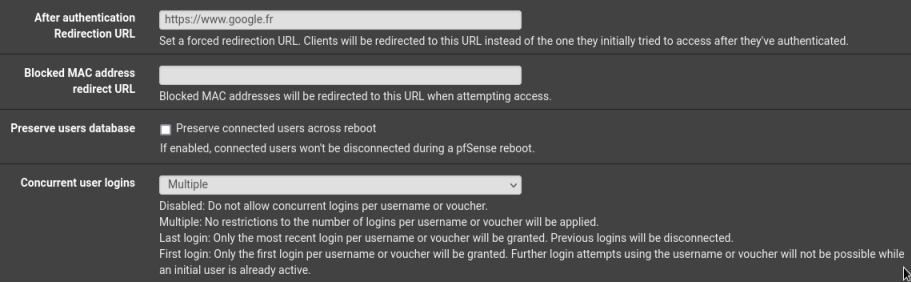 After authentication
Redirection URL
https://www.google.fr
Set a forced redirection URL. Clients will be redirected to this URL instead of the one they initially tried to access after they've authenticated.
Blocked MAC address
redirect URL
Blocked MAC addresses will be redirected to this URL when attempting access.
Preserve users database
Preserve connected users across reboot
If enabled, connected users won't be disconnected during a pfSense reboot.
Concurrent user logins
Multiple
Disabled: Do not allow concurrent logins per username or voucher.
Multiple: No restrictions to the number of logins per username or voucher will be applied.
Last login: Only the most recent login per username or voucher will be granted. Previous logins will be disconnected.
First login: Only the first login per username or voucher will be granted. Further login attempts using the username or voucher will not be possible while
an initial user is already active.